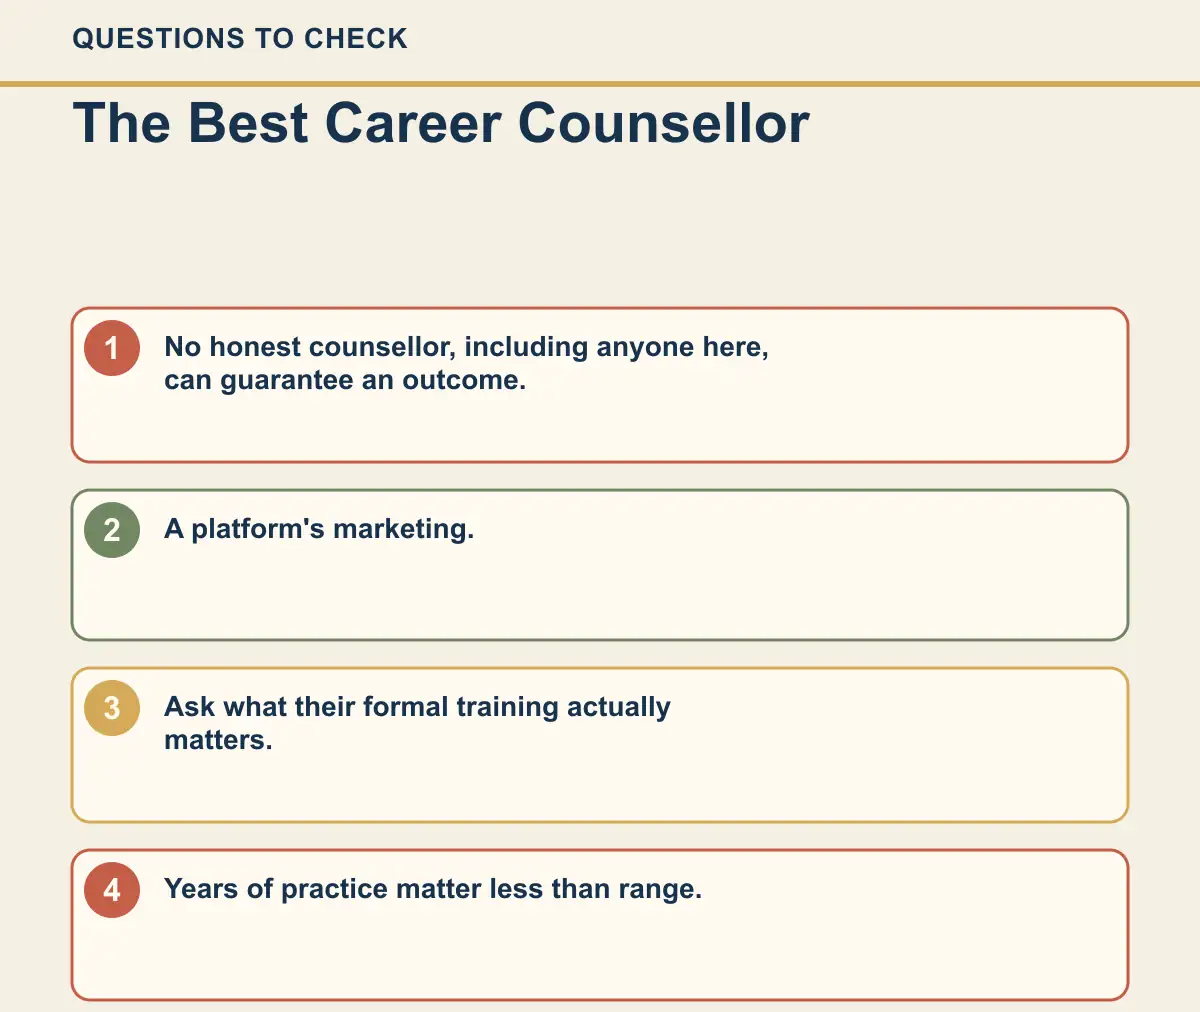 QUESTIONS TO CHECK
The Best Career Counsellor
1
No honest counsellor, including anyone here,
can guarantee an outcome.
2
A platform's marketing.
3
Ask what their formal training actually
matters.
4
Years of practice matter less than range.